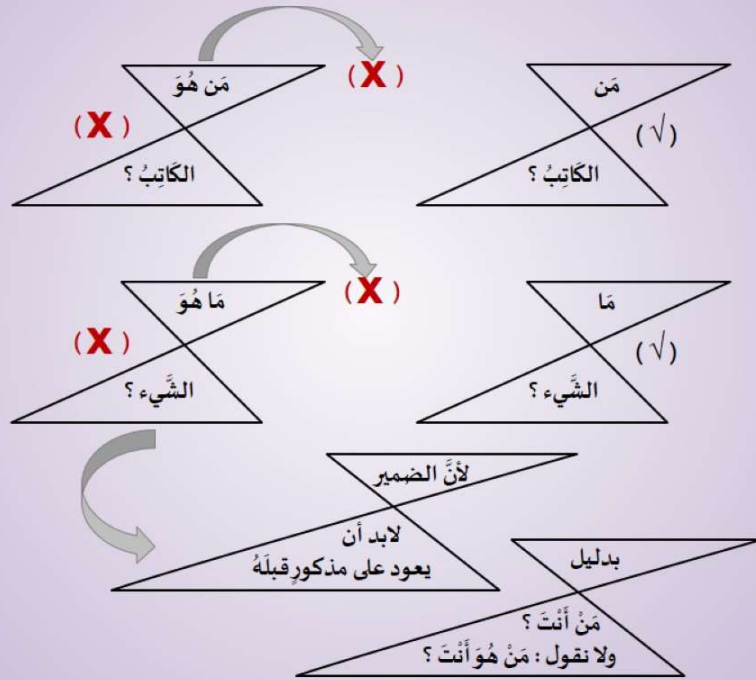 مَن
(√)
الكَاتِبُ ؟
مَن هُوَ
(X)
(X)
الكَاتِبُ ؟
مَا
(√)
الشَّيء ؟
مَا هُوَ
(X)
(X)
الشَّيء ؟
لأنَّ الضمير
لابد أن
يعود على مذكورٍ قبلَهُ
بدليل
مَنْ أَنْتَ ؟
ولا نقول : مَنْ هُوَ أَنْتَ ؟